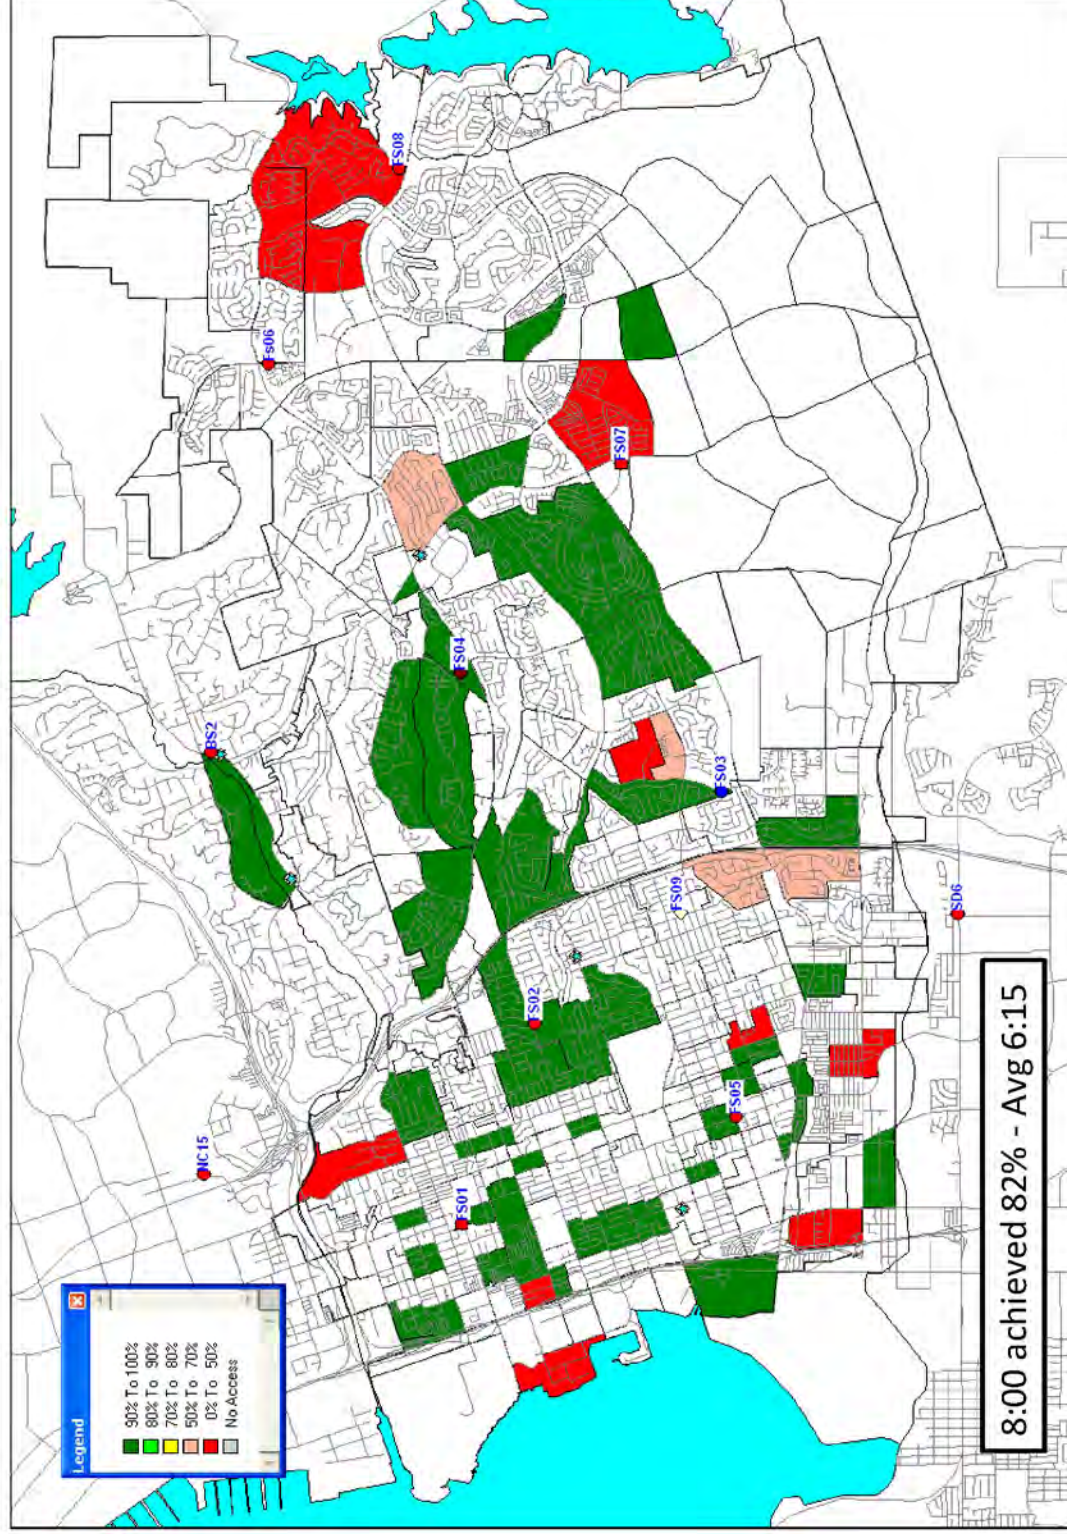 Legend
90% To 100%
80% To 90%
70% To 80%
50% To 70%
0% To 50%
No Access
NC15
BS2
Fs06
FS08
FS01
FS02
FS04
FS07
FS05
FS09
FS03
SD6
8:00 achieved 82% - Avg 6:15